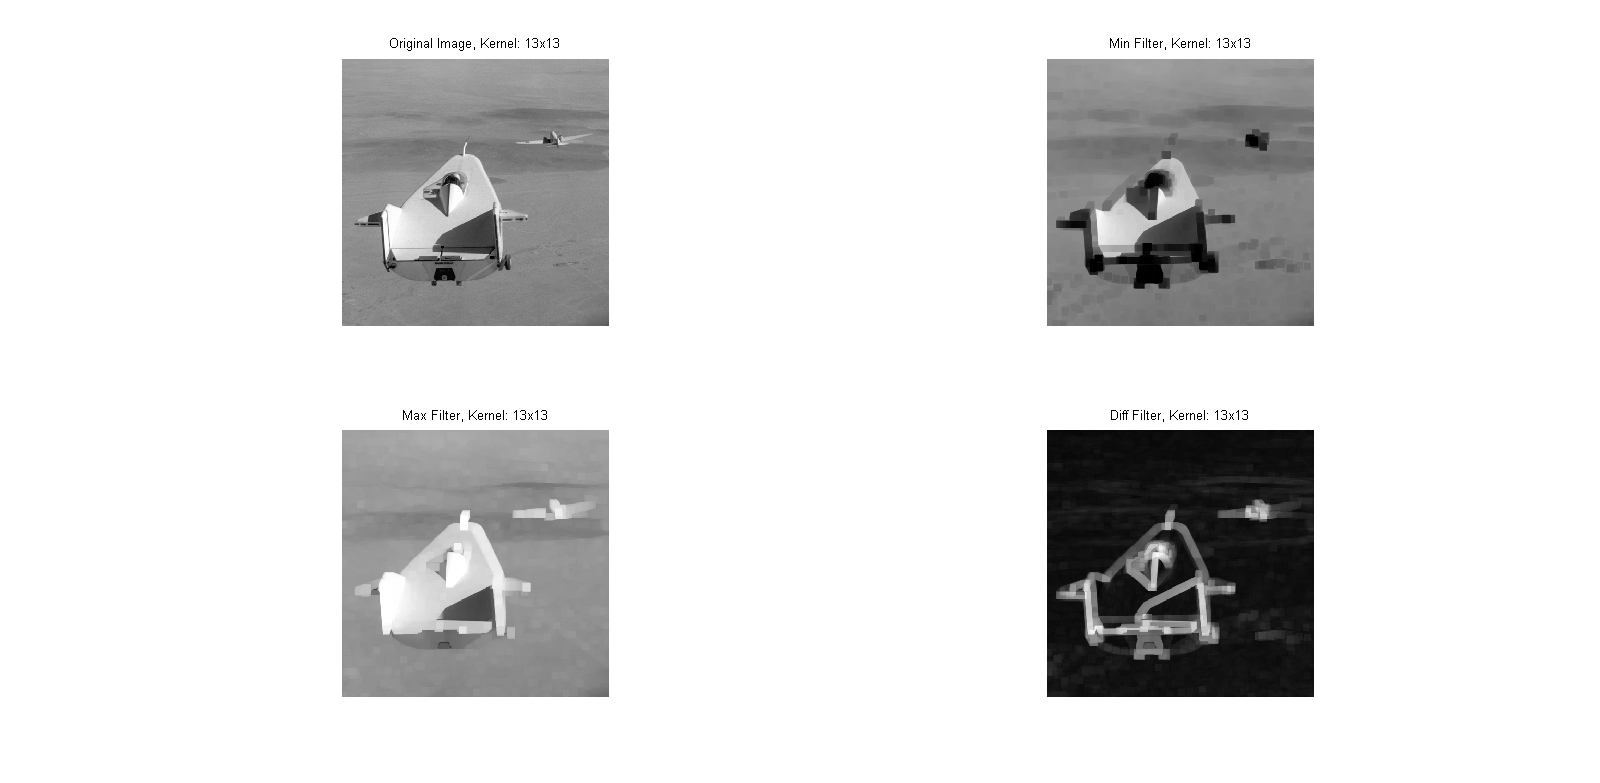 Original Image, Kernel: 13x13
Min Filter, Kernel: 13x13
Max Filter, Kernel: 13x13
Diff Filter, Kernel: 13x13